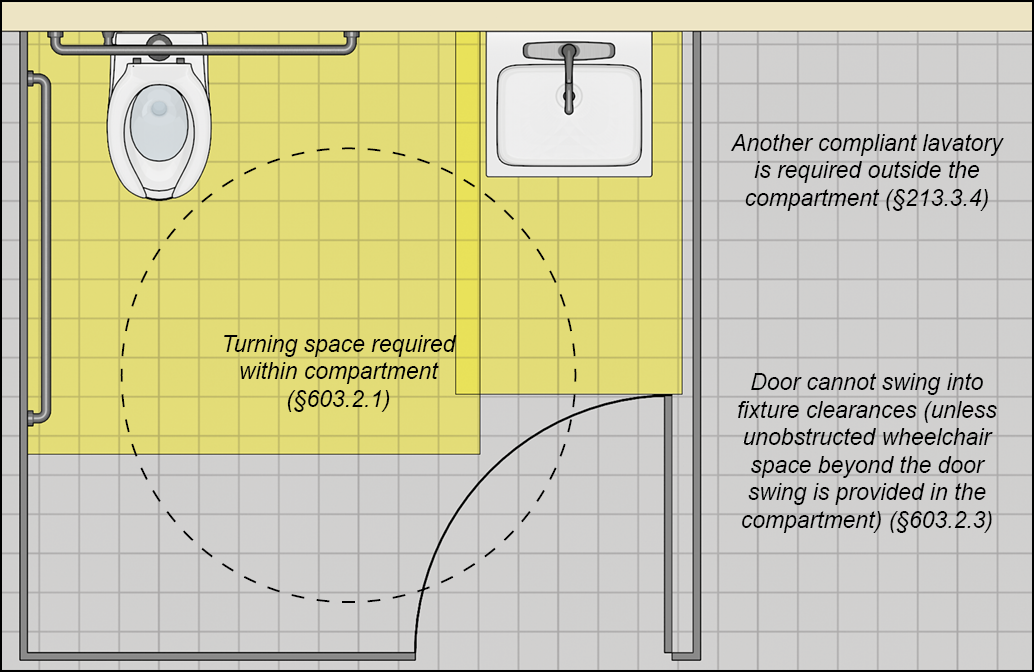 Another compliant lavatory
is required outside the
compartment (§213.3.4)
Turning space required
within compartment
(§603.2.1)
Door cannot swing into
fixture clearances (unless
unobstructed wheelchair
space beyond the door
swing is provided in the
compartment) (§603.2.3)